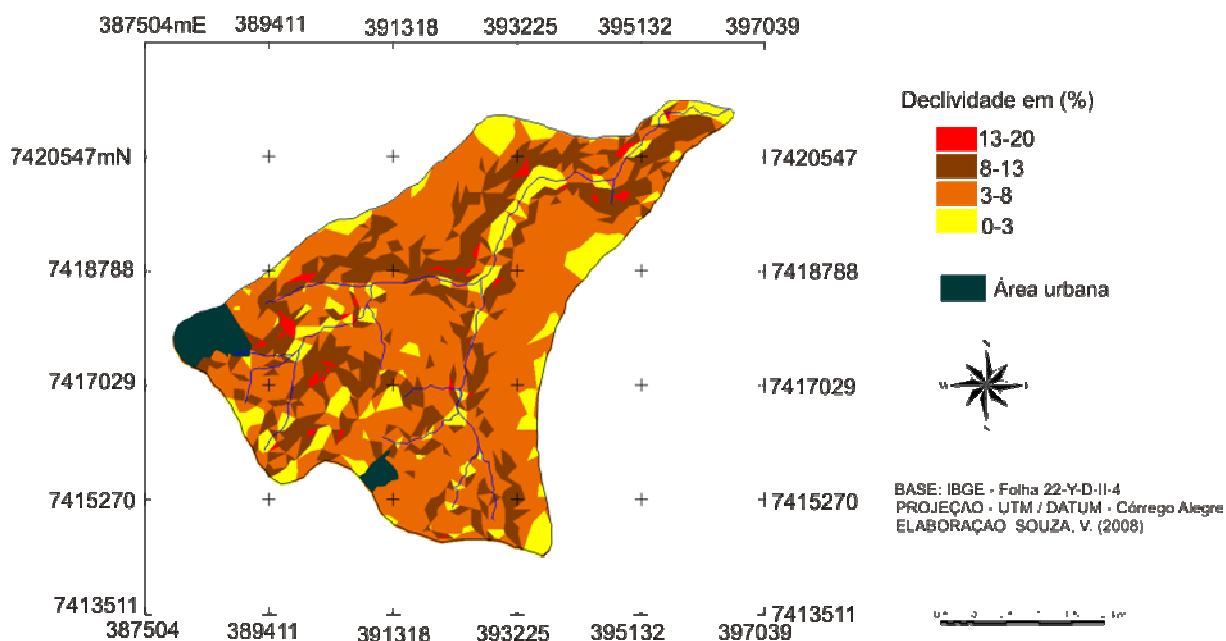 387504mE 389411 391318 393225 395132 397039
Declividade em (%)
13-20
8-13
3-8
0-3
7420547mN 7420547
7418788 7418788
Área urbana
7417029 7417029
7415270 7415270
BASE: IBGE - Folha 22-Y-D-II-4
PROJEÇAO - UTM / DATUM - Córrego Alegre
ELABORAÇAO SOUZA, V. (2008)
7413511 7413511
387504 389411 391318 393225 395132 397039